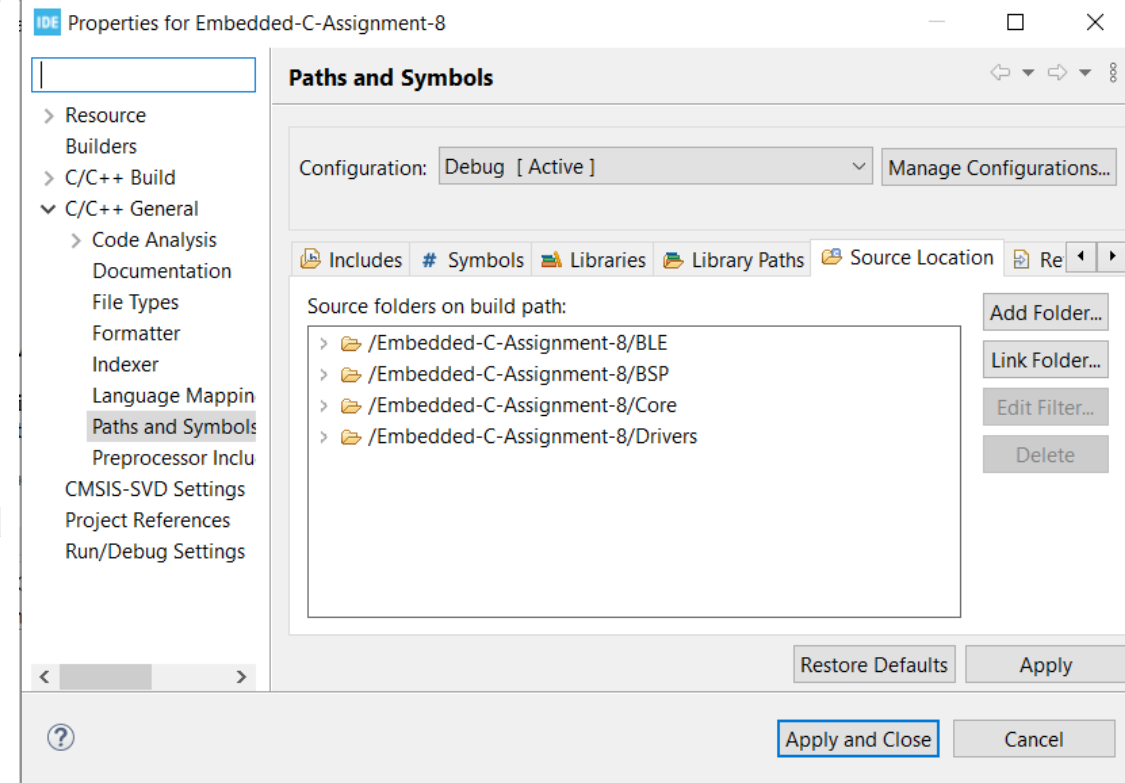 IDE Properties for Embedded-C-Assignment-8
Resource
Builders
C/C++ Build
C/C++ General
Code Analysis
Documentation
File Types
Formatter
Indexer
Language Mappin
Paths and Symbols
Preprocessor Inclu
CMSIS-SVD Settings
Project References
Run/Debug Settings
Paths and Symbols
Configuration: Debug [ Active ] Manage Configurations...
Includes # Symbols Libraries Library Paths Source Location Re
Source folders on build path:
/Embedded-C-Assignment-8/BLE
/Embedded-C-Assignment-8/BSP
/Embedded-C-Assignment-8/Core
/Embedded-C-Assignment-8/Drivers
Add Folder...
Link Folder...
Edit Filter...
Delete
Restore Defaults Apply
? Apply and Close Cancel